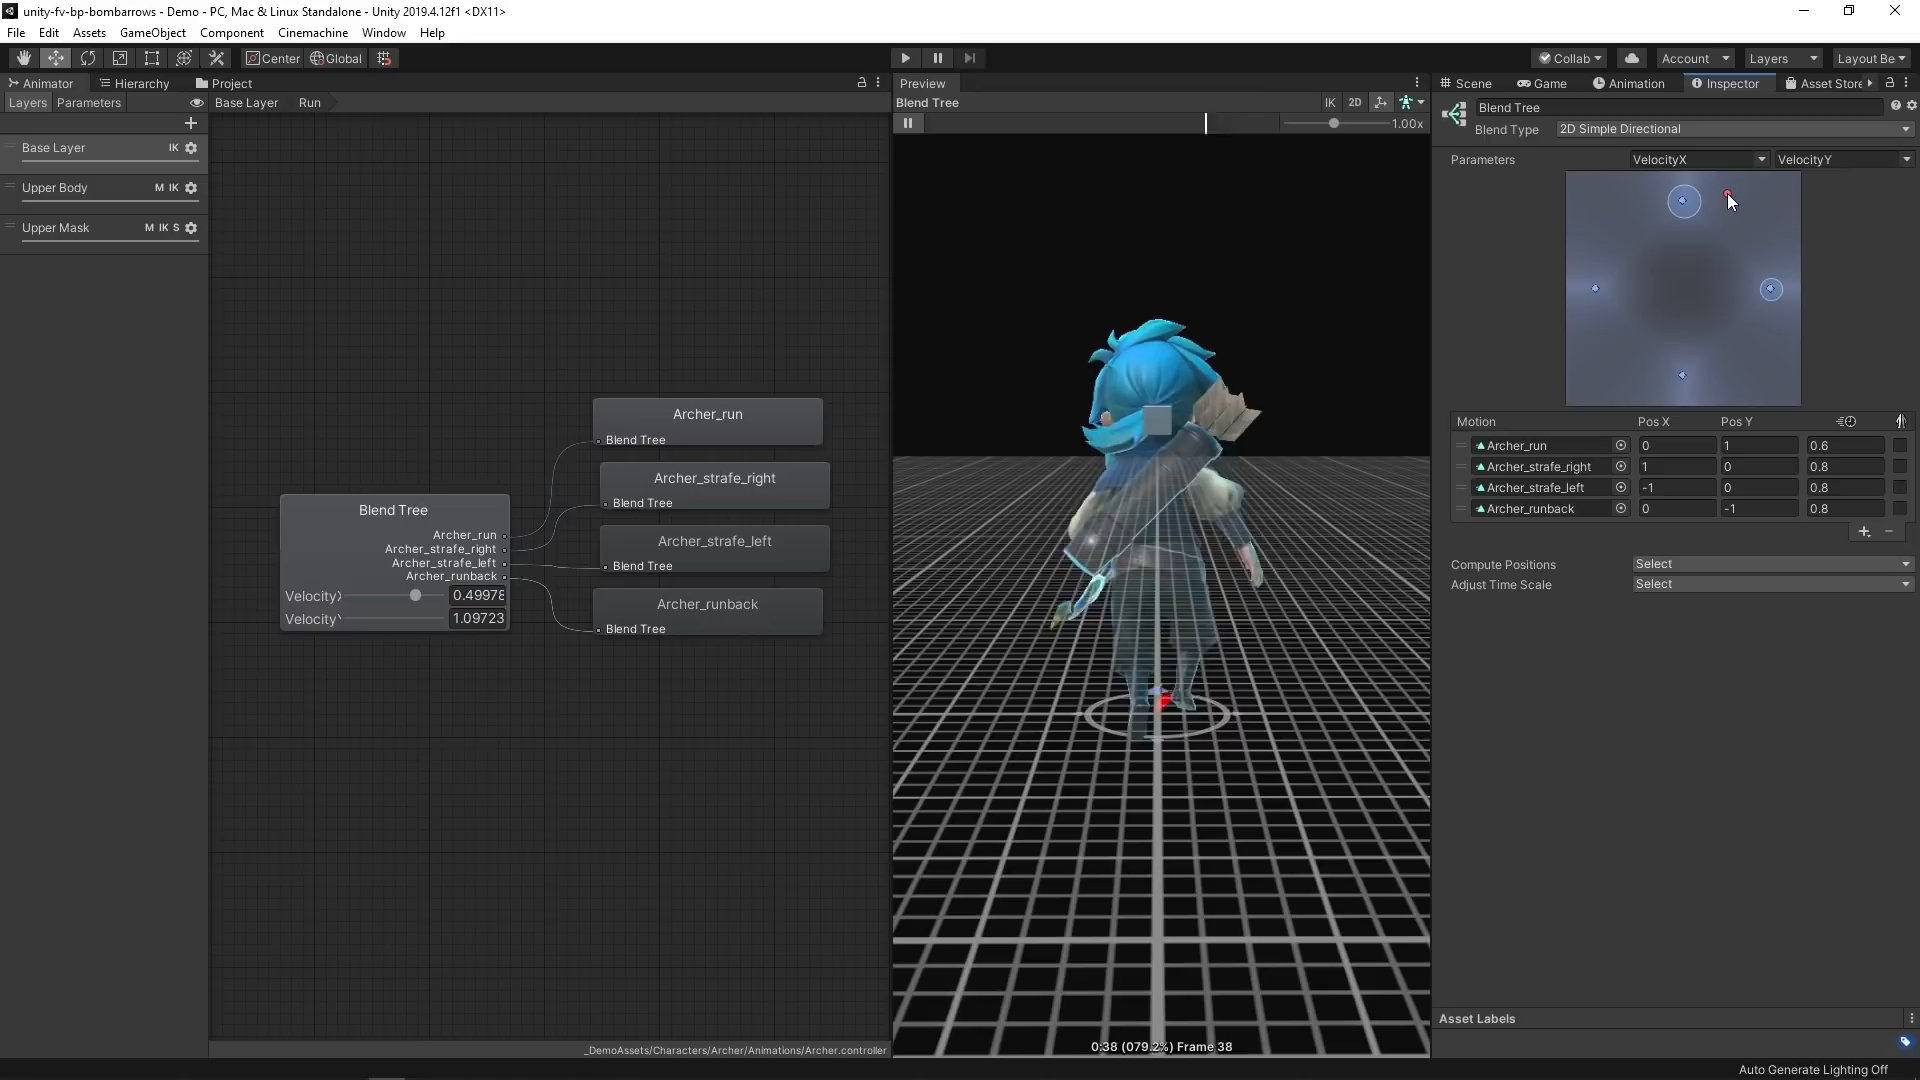 unity-fv-bp-bombarrows - Demo - PC, Mac & Linux Standalone - Unity 2019.4.12f1 <DX11>
File Edit Assets GameObject Component Cinemachine Window Help
Center Global Collab Account Layers Layout Be
Animator Hierarchy Project Preview Scene Game Animation Inspector Asset Store
Layers Parameters Base Layer Run
Blend Tree IK 2D
1.00x
Base Layer IK
Upper Body M IK
Upper Mask M IK S
Archer_run
Blend Tree
Archer_strafe_right
Blend Tree
Archer_strafe_left
Blend Tree
Archer_runback
Blend Tree
Blend Tree
Archer_run
Archer_strafe_right
Archer_strafe_left
Archer_runback
Velocity 0.49978
Velocity 1.09723
_DemoAssets/Characters/Archer/Animations/Archer.controller
0:38 (079.2%) Frame 38
Blend Tree
Blend Type 2D Simple Directional
Parameters VelocityX VelocityY
Motion Pos X Pos Y
Archer_run 0 1 0.6
Archer_strafe_right 1 0 0.8
Archer_strafe_left -1 0 0.8
Archer_runback 0 -1 0.8
Compute Positions Select
Adjust Time Scale Select
Asset Labels
Auto Generate Lighting Off